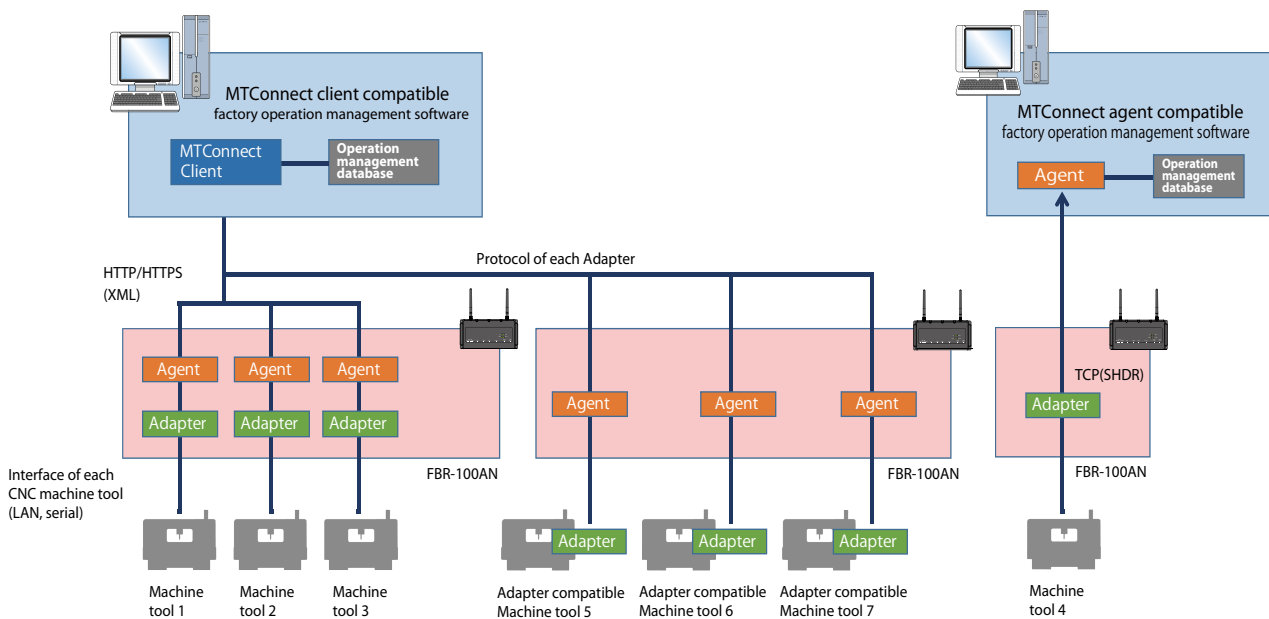 MTConnect client compatible
factory operation management software
MTConnect
Client
Operation
management
database
MTConnect agent compatible
factory operation management software
Agent
Operation
management
database
HTTP/HTTPS
(XML)
Protocol of each Adapter
Agent
Agent
Agent
Adapter
Adapter
Adapter
FBR-100AN
Agent
Agent
Agent
FBR-100AN
TCP(SHDR)
Adapter
FBR-100AN
Interface of each
CNC machine tool
(LAN, serial)
Adapter
Adapter
Adapter
Machine
tool 1
Machine
tool 2
Machine
tool 3
Adapter compatible
Machine tool 5
Adapter compatible
Machine tool 6
Adapter compatible
Machine tool 7
Machine
tool 4